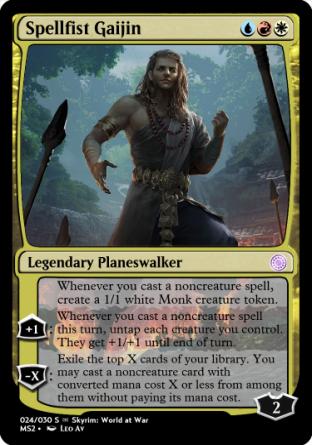 Spellfist Gaijin
Legendary Planeswalker
Whenever you cast a noncreature spell,
create a 1/1 white Monk creature token.
+1: Whenever you cast a noncreature spell
this turn, untap each creature you control.
They get +1/+1 until end of turn.
-X: Exile the top X cards of your library. You
may cast a noncreature card with
converted mana cost X or less from among
them without paying its mana cost.
2
024/030 S Skyrim: World at War
MS2 • Leo Av